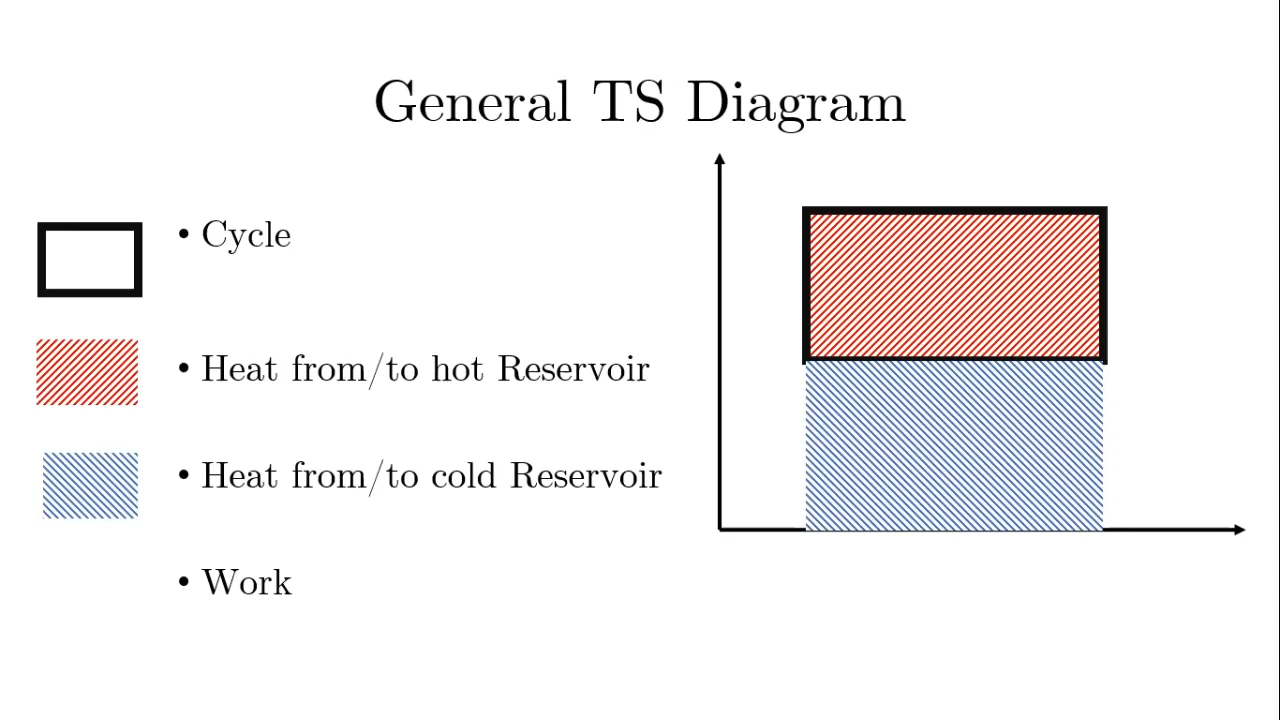 General TS Diagram
• Cycle
• Heat from/to hot Reservoir
• Heat from/to cold Reservoir
• Work